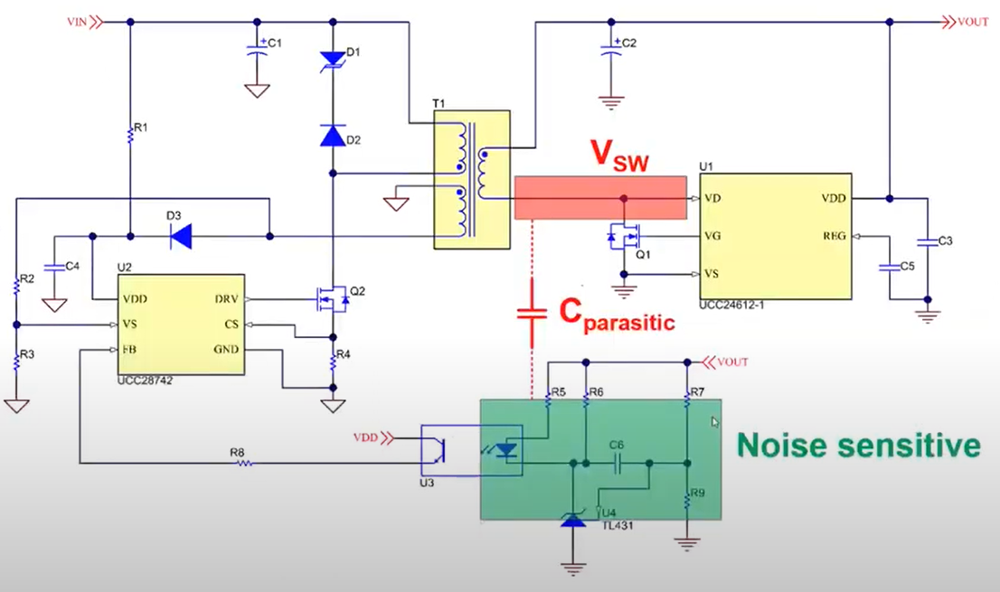 VIN
VOUT
C1
D1
C2
R1
D2
T1
V SW
U1
VD
VDD
VG
REG
VS
Q1
C3
C5
UCC24612-1
D3
C4
R2
U2
VDD
DRV
VS
CS
FB
GND
UCC28742
Q2
R3
R4
C parasitic
VOUT
R5
R6
R7
VDD
R8
U3
C6
Noise sensitive
R9
U4
TL431